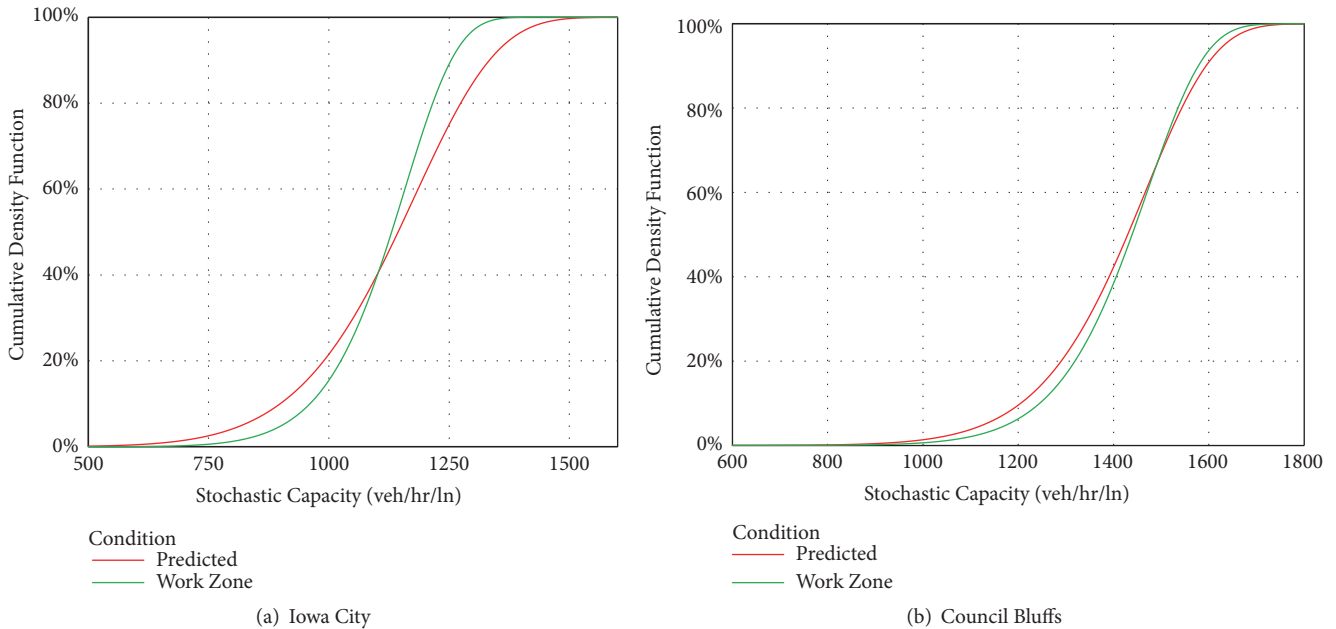 100%
80%
60%
40%
20%
0%
Cumulative Density Function
500 750 1000 1250 1500
Stochastic Capacity (veh/hr/ln)
Condition
Predicted
Work Zone
(a) Iowa City
100%
80%
60%
40%
20%
0%
Cumulative Density Function
600 800 1000 1200 1400 1600 1800
Stochastic Capacity (veh/hr/ln)
Condition
Predicted
Work Zone
(b) Council Bluffs